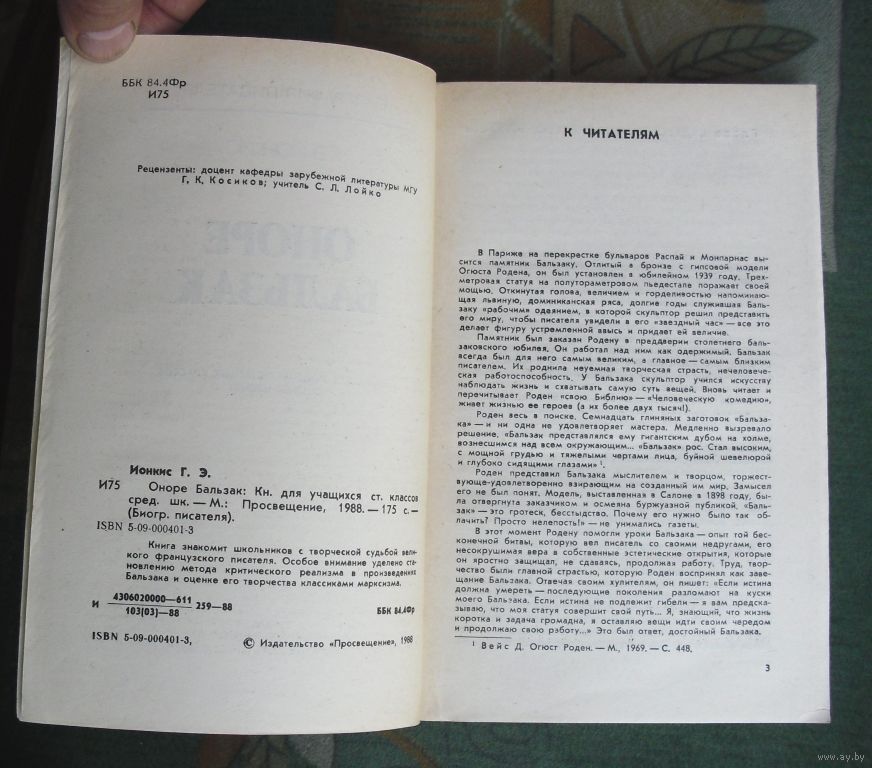 ББК 84.4Фр
И75
Рецензенты: доцент кафедры зарубежной литературы МГУ
Г. К. Косиков; учитель С. Л. Лойко
Ионкис Г. Э.
И75 Оноре Бальзак: Кн. для учащихся ст. классов
сред. шк.— М.: Просвещение, 1988.— 175 с.—
(Биогр. писателя).
ISBN 5-09-000401-3
Книга знакомит школьников с творческой судьбой вели-
кого французского писателя. Особое внимание уделено ста-
новлению метода критического реализма в произведениях
Бальзака и оценке его творчества классиками марксизма.
И 4306020000—611
103(03)—88 259—88 ББК 84.4Фр
ISBN 5-09-000401-3, © Издательство «Просвещение», 1988
К ЧИТАТЕЛЯМ
В Париже на перекрестке бульваров Распай и Монпарнас вы-
сится памятник Бальзаку. Отлитый в бронзе с гипсовой модели
Огюста Родена, он был установлен в юбилейном 1939 году. Трех-
метровая статуя на полутораметровом пьедестале поражает своей
мощью. Откинутая голова, величием и горделивостью напоминаю-
щая львиную, доминиканская ряса, долгие годы служившая Баль-
заку «рабочим» одеянием, в которой скульптор решил представить
его миру, чтобы писателя увидели в его «звездный час» — все это
делает фигуру устремленной ввысь и придает ей величие.
Памятник был заказан Родену в преддверии столетнего баль-
заковского юбилея. Он работал над ним как одержимый. Бальзак
всегда был для него самым великим, а главное — самым близким
писателем. Их роднила неуемная творческая страсть, нечеловече-
ская работоспособность. У Бальзака скульптор учился искусству
наблюдать жизнь и схватывать самую суть вещей. Вновь читает и
перечитывает Роден «свою Библию» — «Человеческую комедию»,
живет жизнью ее героев (а их более двух тысяч!).
Роден весь в поиске. Семнадцать глиняных заготовок «Бальза-
ка» — и ни одна не удовлетворяет мастера. Медленно вызревало
решение. «Бальзак представлялся ему гигантским дубом на холме,
вознесшимся над всем окружающим... «Бальзак» рос. Стал высоким,
с мощной грудью и тяжелыми чертами лица, буйной шевелюрой
и глубоко сидящими глазами» ¹.
Роден представил Бальзака мыслителем и творцом, торжест-
вующе-удовлетворенно взирающим на созданный им мир. Замысел
его не был понят. Модель, выставленная в Салоне в 1898 году, бы-
ла отвергнута заказчиком и осмеяна буржуазной публикой. «Баль-
зак» — это гротеск, бесстыдство. Почему его нужно было так об-
лачить? Просто нелепость!» — не унимались газеты.
В этот момент Родену помогли уроки Бальзака — опыт той бес-
конечной битвы, которую вел писатель со своими недругами, его
несокрушимая вера в собственные эстетические открытия, которые
он яростно защищал, не сдаваясь, продолжая работу. Труд, твор-
чество были главной страстью, которую Роден воспринял как заве-
щание Бальзака. Отвечая своим хулителям, он пишет: «Если истина
должна умереть — последующие поколения разломают на куски
моего Бальзака. Если истина не подлежит гибели — я вам предска-
зываю, что моя статуя совершит свой путь... Я, знающий, что жизнь
коротка и задача громадна, я оставляю вещи идти своим чередом
и продолжаю свою работу...» Это был ответ, достойный Бальзака.
¹ Вейс Д. Огюст Роден.— М., 1969.— С. 448.
3
www.ay.by